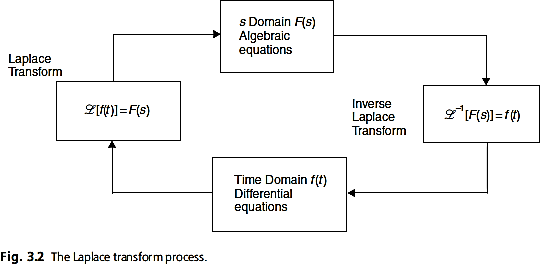 s Domain F(s)
Algebraic
equations
Laplace
Transform
ℒ[f(t)] = F(s)
Inverse
Laplace
Transform
ℒ⁻¹[F(s)] = f(t)
Time Domain f(t)
Differential
equations
Fig. 3.2 The Laplace transform process.